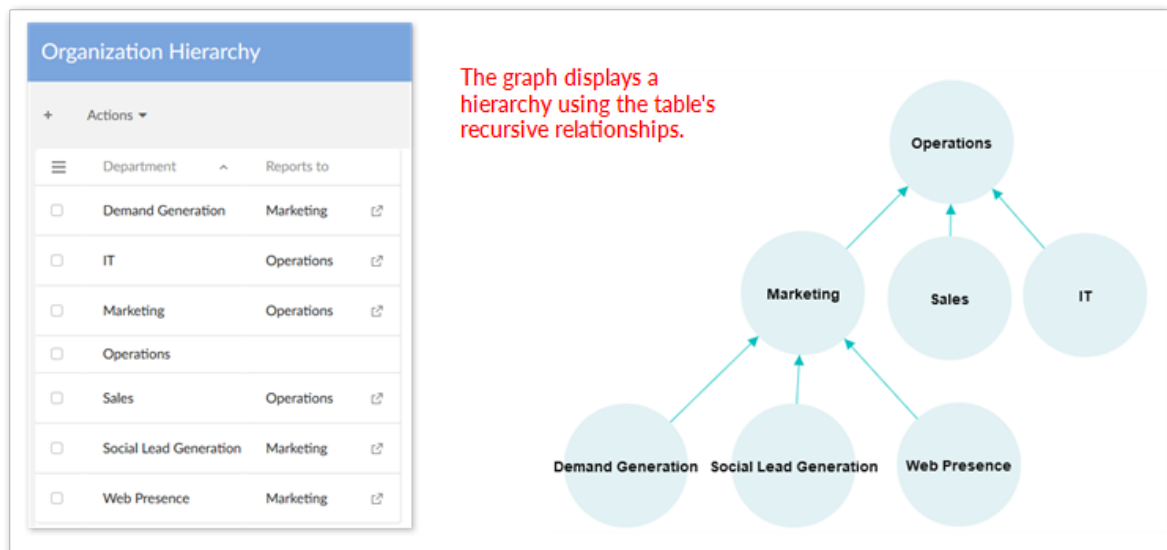 Organization Hierarchy
+ Actions
Department Reports to
Demand Generation Marketing
IT Operations
Marketing Operations
Operations
Sales Operations
Social Lead Generation Marketing
Web Presence Marketing
The graph displays a
hierarchy using the table's
recursive relationships.
Operations
Marketing Sales IT
Demand Generation Social Lead Generation Web Presence